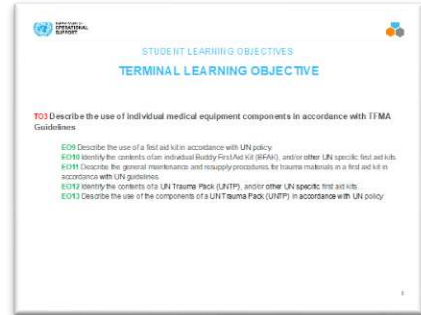 OPERATIONAL
SUPPORT
STUDENT LEARNING OBJECTIVES
TERMINAL LEARNING OBJECTIVE
TO3 Describe the use of individual medical equipment components in accordance with TFMA
Guidelines
EO9 Describe the use of a first aid kit in accordance with UN policy.
EO10 Identify the contents of an individual Buddy First Aid Kit (BFAK), and/or other UN specific first aid kits
EO11 Describe the general maintenance and resupply procedures for trauma materials in a first aid kit in
accordance with UN guidelines.
EO12 Identify the contents of a UN Trauma Pack (UNTP), and/or other UN specific first aid kits.
EO13 Describe the use of the components of a UN Trauma Pack (UNTP) in accordance with UN policy